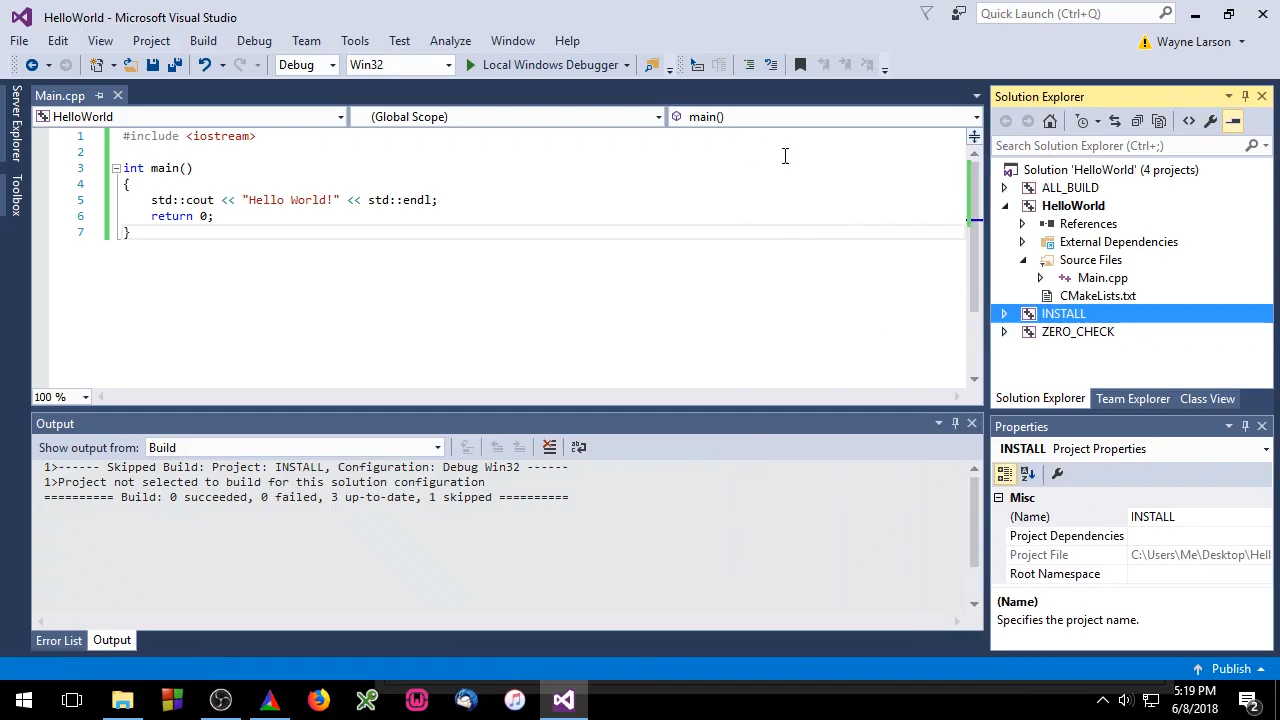 HelloWorld - Microsoft Visual Studio
Quick Launch (Ctrl+Q)
File Edit View Project Build Debug Team Tools Test Analyze Window Help
Wayne Larson
Debug Win32 Local Windows Debugger
Server Explorer
Toolbox
Main.cpp
HelloWorld (Global Scope) main()
1 #include <iostream>
2
3 int main()
4 {
5 std::cout << "Hello World!" << std::endl;
6 return 0;
7 }
100 %
Output
Show output from: Build
1>------ Skipped Build: Project: INSTALL, Configuration: Debug Win32 ------
1>Project not selected to build for this solution configuration
========== Build: 0 succeeded, 0 failed, 3 up-to-date, 1 skipped ==========
Error List Output
Solution Explorer
Search Solution Explorer (Ctrl+;)
Solution 'HelloWorld' (4 projects)
ALL_BUILD
HelloWorld
References
External Dependencies
Source Files
Main.cpp
CMakeLists.txt
INSTALL
ZERO_CHECK
Solution Explorer Team Explorer Class View
Properties
INSTALL Project Properties
Misc
(Name) INSTALL
Project Dependencies
Project File C:\Users\Me\Desktop\Hell
Root Namespace
(Name)
Specifies the project name.
Publish
5:19 PM
6/8/2018
2